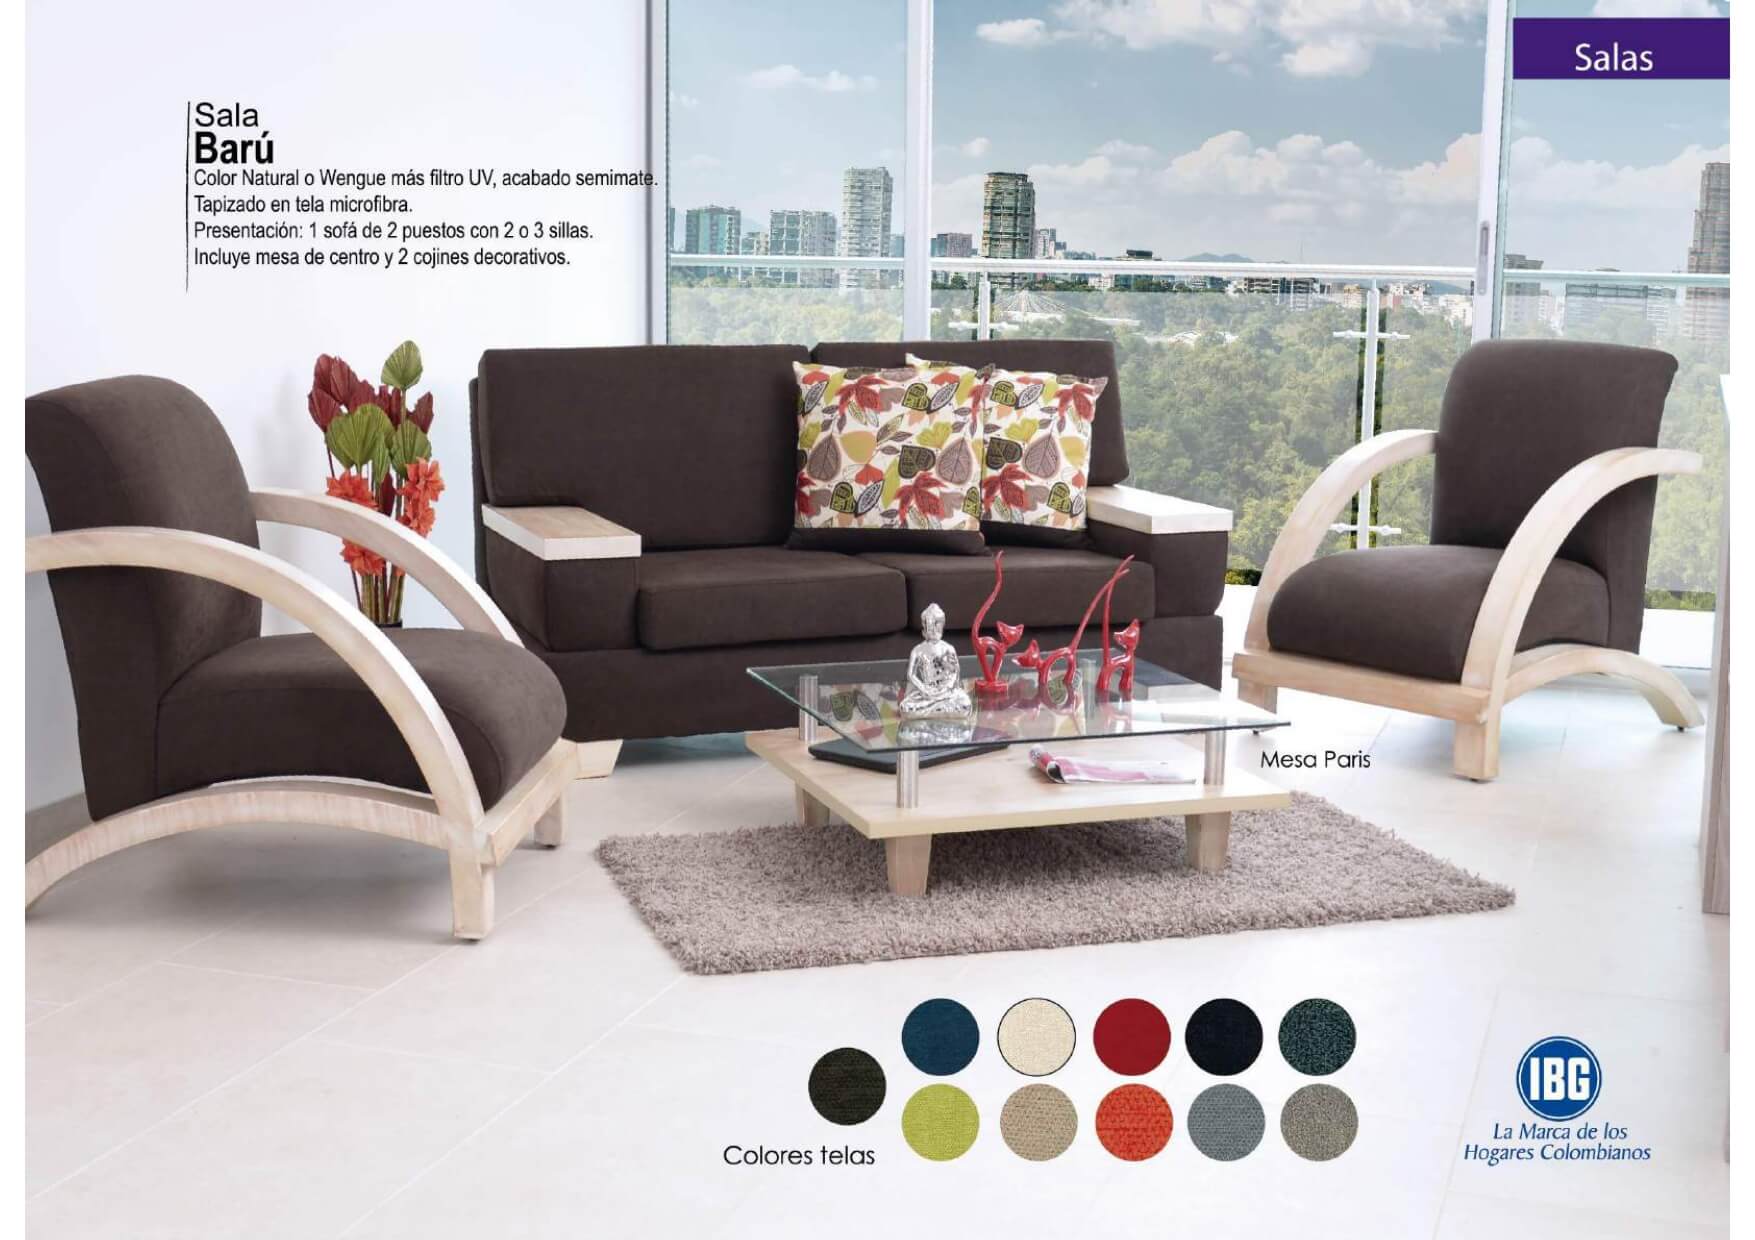 Salas
Sala
Barú
Color Natural o Wengue más filtro UV, acabado semimate.
Tapizado en tela microfibra.
Presentación: 1 sofá de 2 puestos con 2 o 3 sillas.
Incluye mesa de centro y 2 cojines decorativos.
Mesa Paris
Colores telas
IBG
La Marca de los
Hogares Colombianos